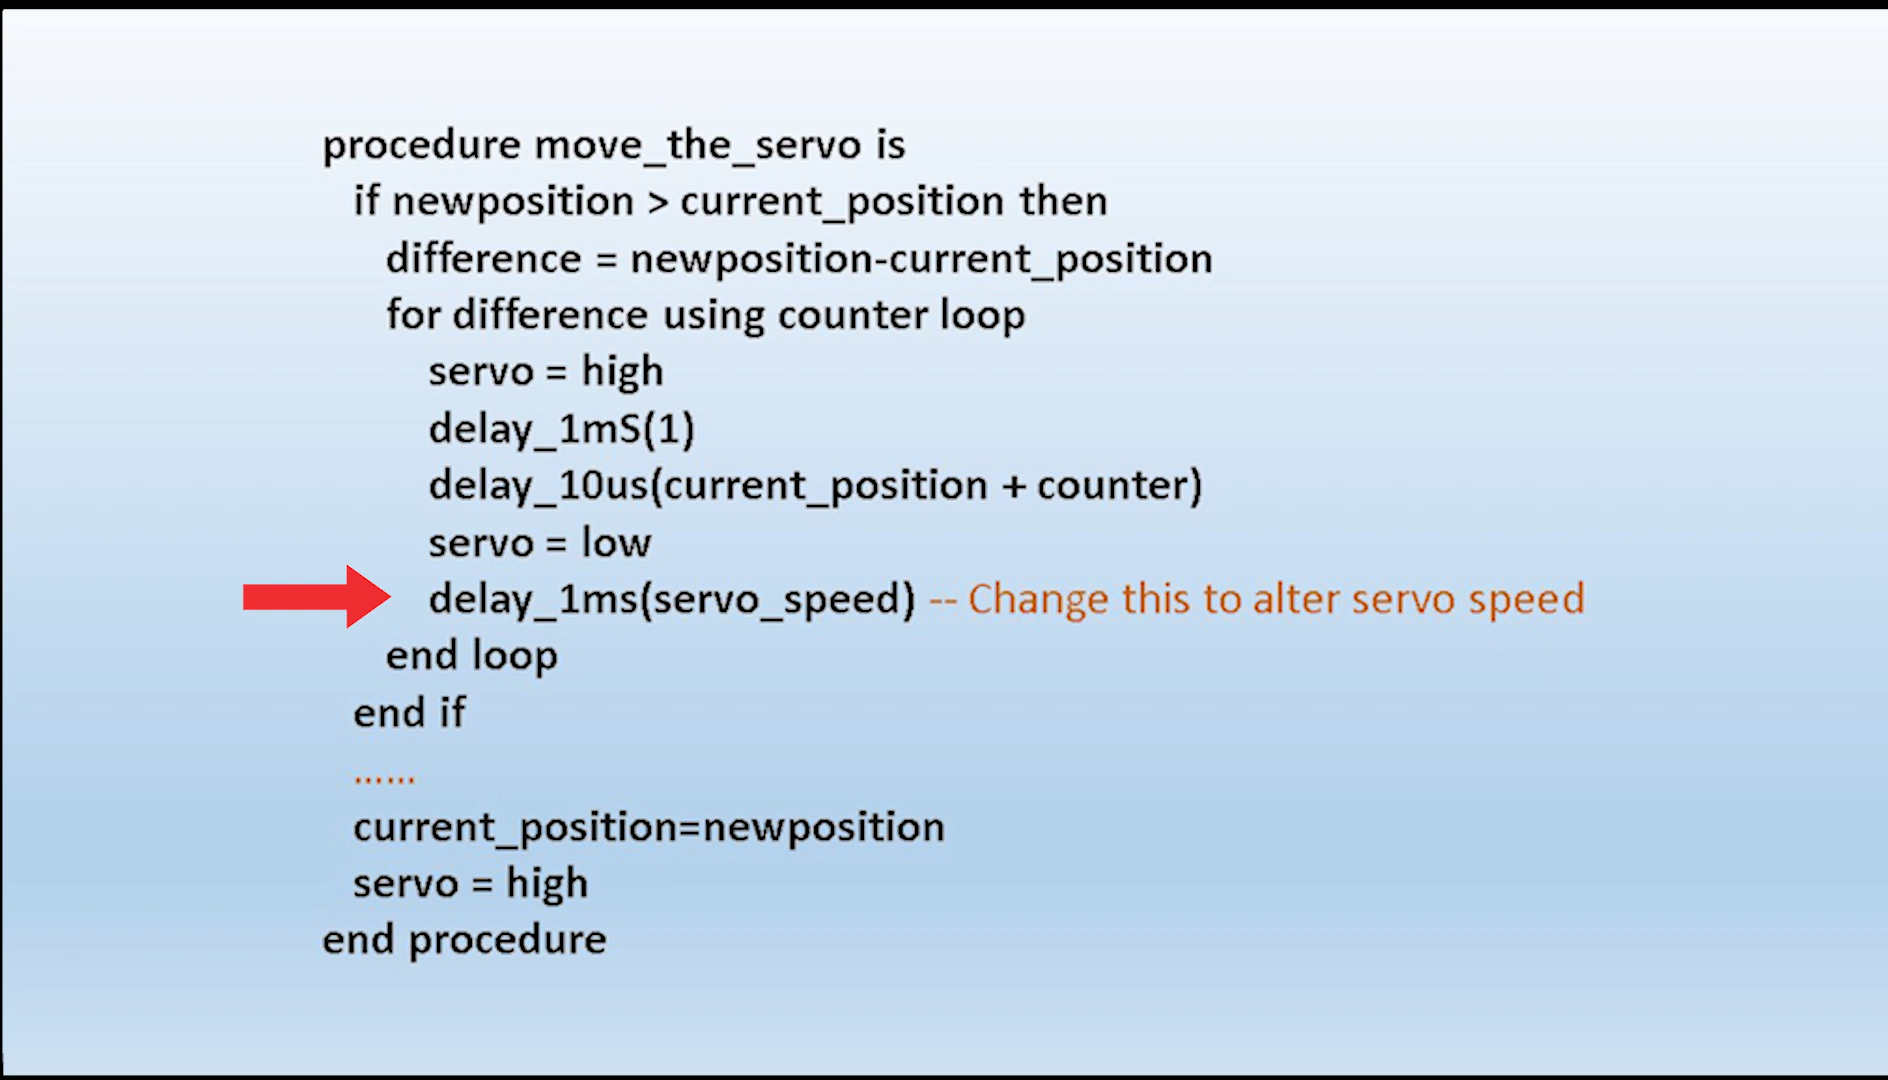 procedure move_the_servo is
if newposition > current_position then
difference = newposition-current_position
for difference using counter loop
servo = high
delay_1mS(1)
delay_10us(current_position + counter)
servo = low
delay_1ms(servo_speed) -- Change this to alter servo speed
end loop
end if
......
current_position=newposition
servo = high
end procedure